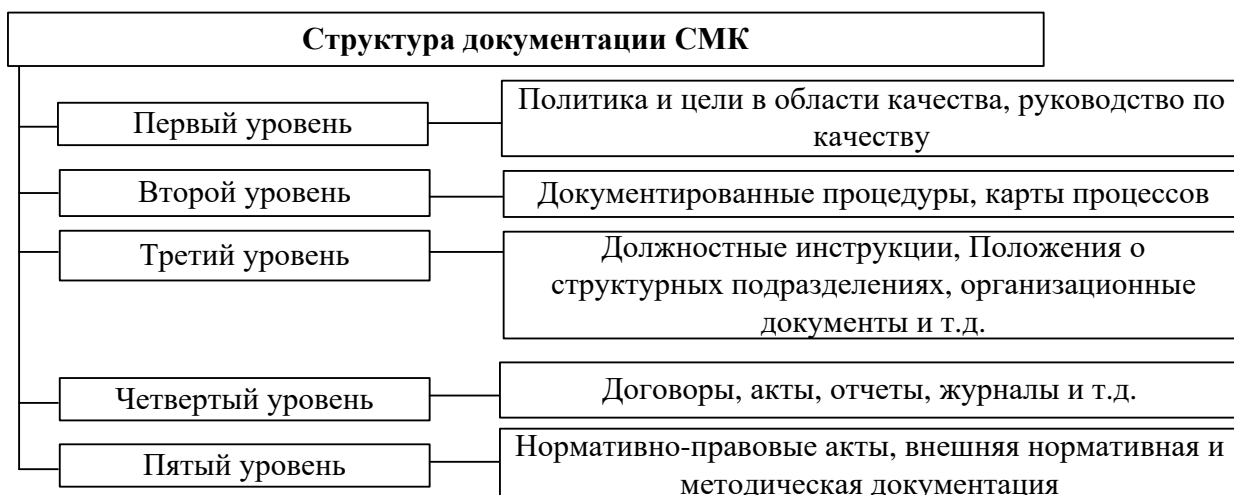 Структура документации СМК
Первый уровень
Политика и цели в области качества, руководство по
качеству
Второй уровень
Документированные процедуры, карты процессов
Третий уровень
Должностные инструкции, Положения о
структурных подразделениях, организационные
документы и т.д.
Четвертый уровень
Договоры, акты, отчеты, журналы и т.д.
Пятый уровень
Нормативно-правовые акты, внешняя нормативная и
методическая документация